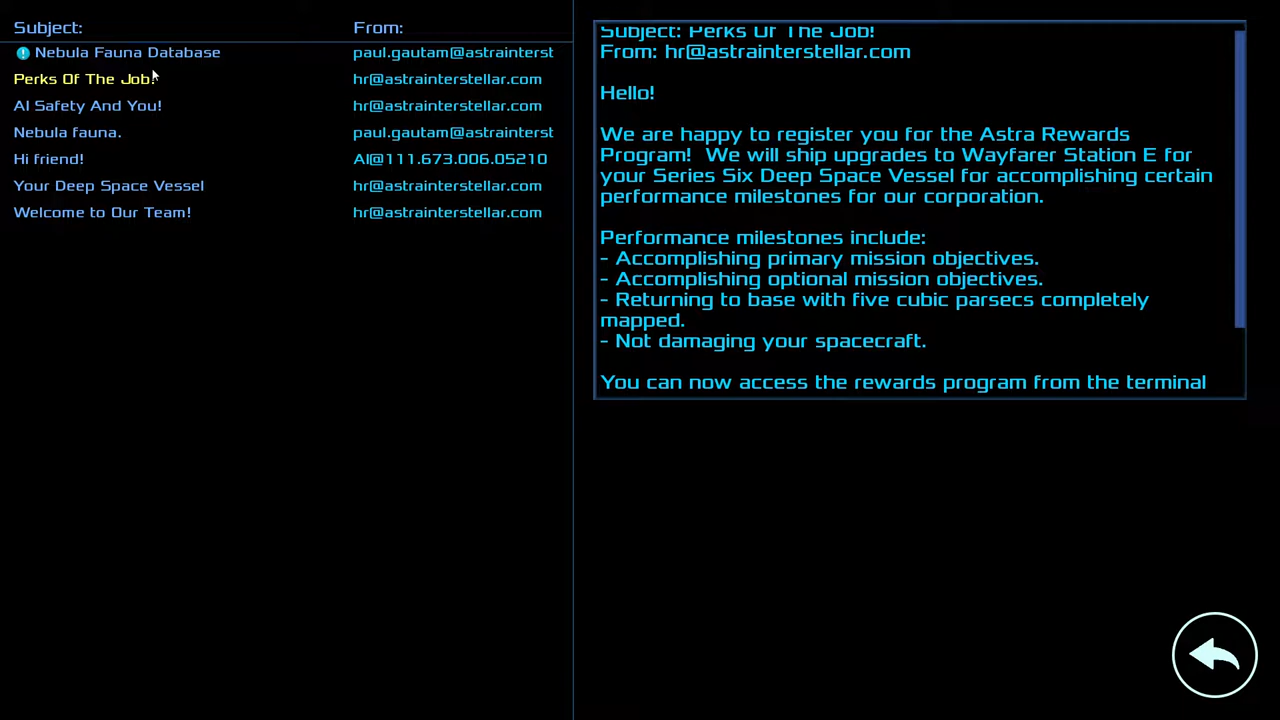 Subject: From:
Nebula Fauna Database paul.gautam@astrainterst
Perks Of The Job! hr@astrainterstellar.com
AI Safety And You! hr@astrainterstellar.com
Nebula fauna. paul.gautam@astrainterst
Hi friend! AI@111.673.006.05210
Your Deep Space Vessel hr@astrainterstellar.com
Welcome to Our Team! hr@astrainterstellar.com
Subject: Perks Of The Job!
From: hr@astrainterstellar.com
Hello!
We are happy to register you for the Astra Rewards
Program! We will ship upgrades to Wayfarer Station E for
your Series Six Deep Space Vessel for accomplishing certain
performance milestones for our corporation.
Performance milestones include:
- Accomplishing primary mission objectives.
- Accomplishing optional mission objectives.
- Returning to base with five cubic parsecs completely
mapped.
- Not damaging your spacecraft.
You can now access the rewards program from the terminal